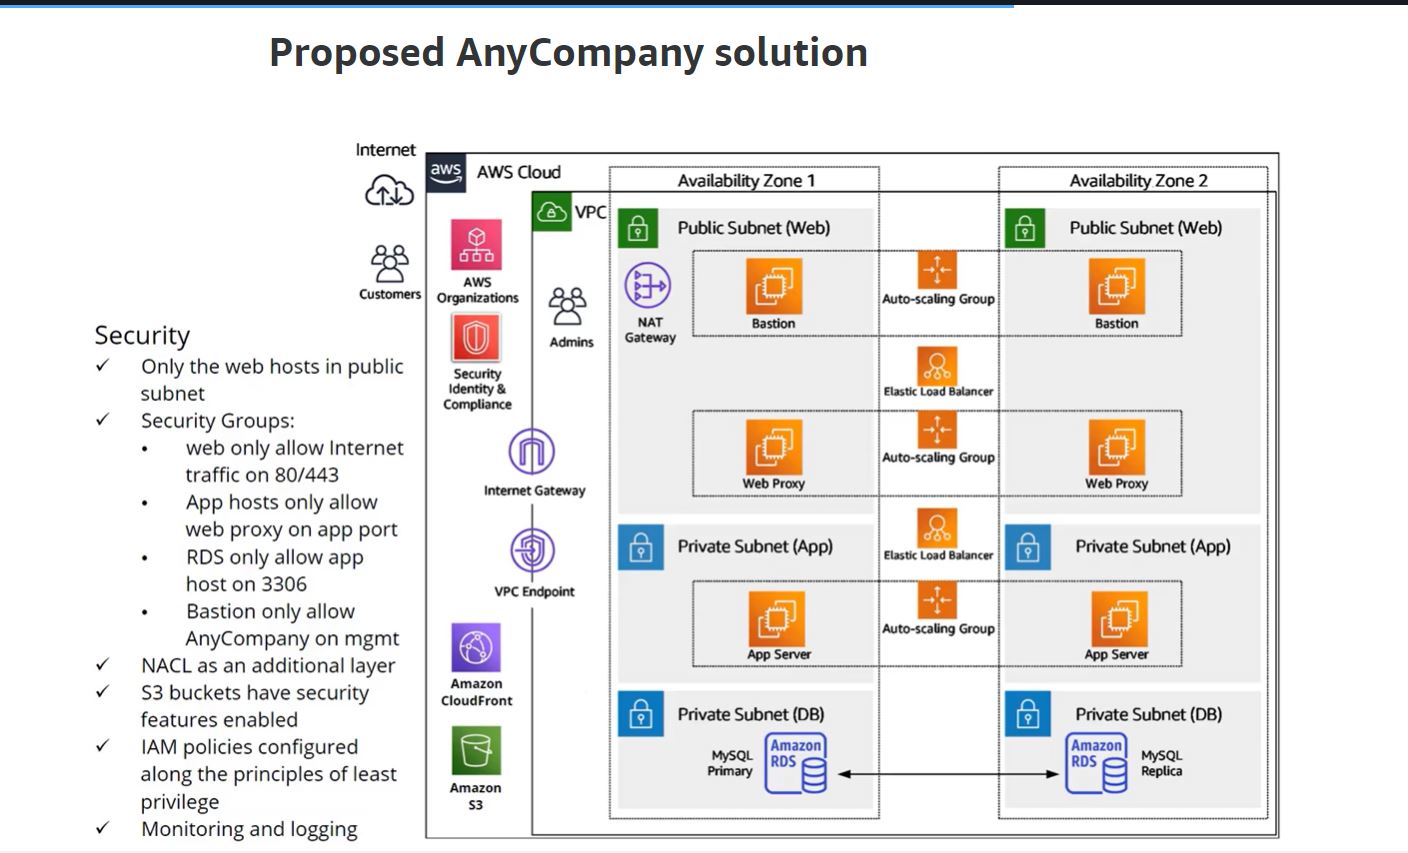 Proposed AnyCompany solution
Internet
Customers
Security
✓ Only the web hosts in public
subnet
✓ Security Groups:
• web only allow Internet
traffic on 80/443
• App hosts only allow
web proxy on app port
• RDS only allow app
host on 3306
• Bastion only allow
AnyCompany on mgmt
✓ NACL as an additional layer
✓ S3 buckets have security
features enabled
✓ IAM policies configured
along the principles of least
privilege
✓ Monitoring and logging
aws
AWS Cloud
AWS
Organizations
Security
Identity &
Compliance
VPC
Admins
Internet Gateway
VPC Endpoint
Amazon
CloudFront
Amazon
S3
Availability Zone 1
Availability Zone 2
Public Subnet (Web)
Public Subnet (Web)
NAT
Gateway
Bastion
Auto-scaling Group
Bastion
Elastic Load Balancer
Web Proxy
Auto-scaling Group
Web Proxy
Elastic Load Balancer
Private Subnet (App)
Private Subnet (App)
App Server
Auto-scaling Group
App Server
Private Subnet (DB)
Private Subnet (DB)
MySQL
Primary
Amazon
RDS
Amazon
RDS
MySQL
Replica